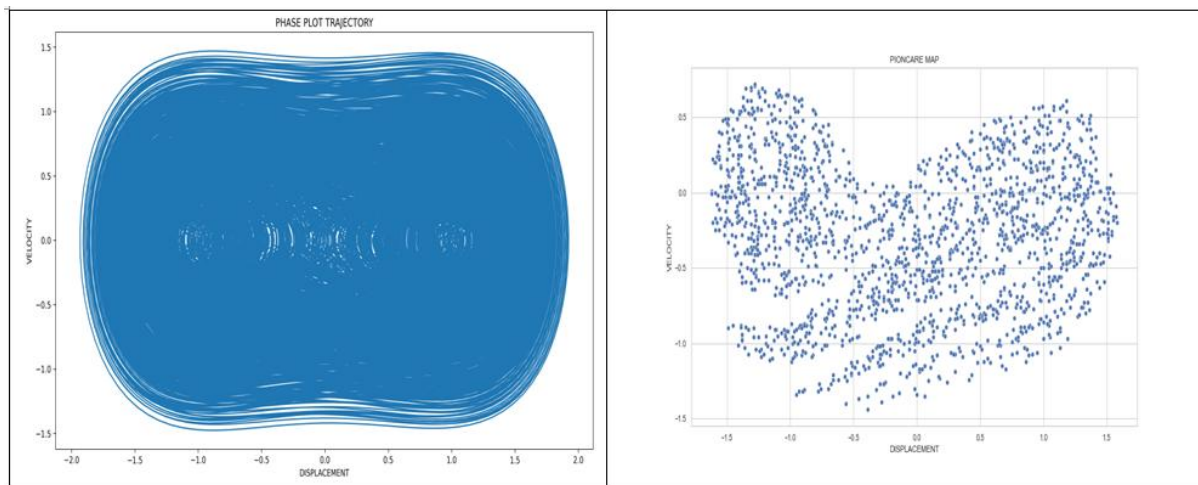 PHASE PLOT TRAJECTORY
1.5
1.0
0.5
0.0
−0.5
−1.0
−1.5
VELOCITY
−2.0 −1.5 −1.0 −0.5 0.0 0.5 1.0 1.5 2.0
DISPLACEMENT
PIONCARE MAP
0.5
0.0
−0.5
−1.0
−1.5
VELOCITY
−1.5 −1.0 −0.5 0.0 0.5 1.0 1.5
DISPLACEMENT